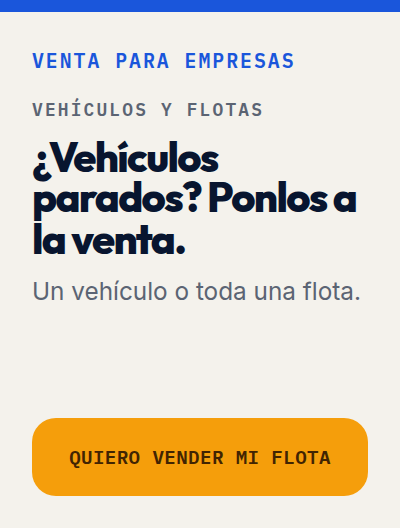 VENTA PARA EMPRESAS
VEHÍCULOS Y FLOTAS
¿Vehículos
parados? Ponlos a
la venta.
Un vehículo o toda una flota.
QUIERO VENDER MI FLOTA